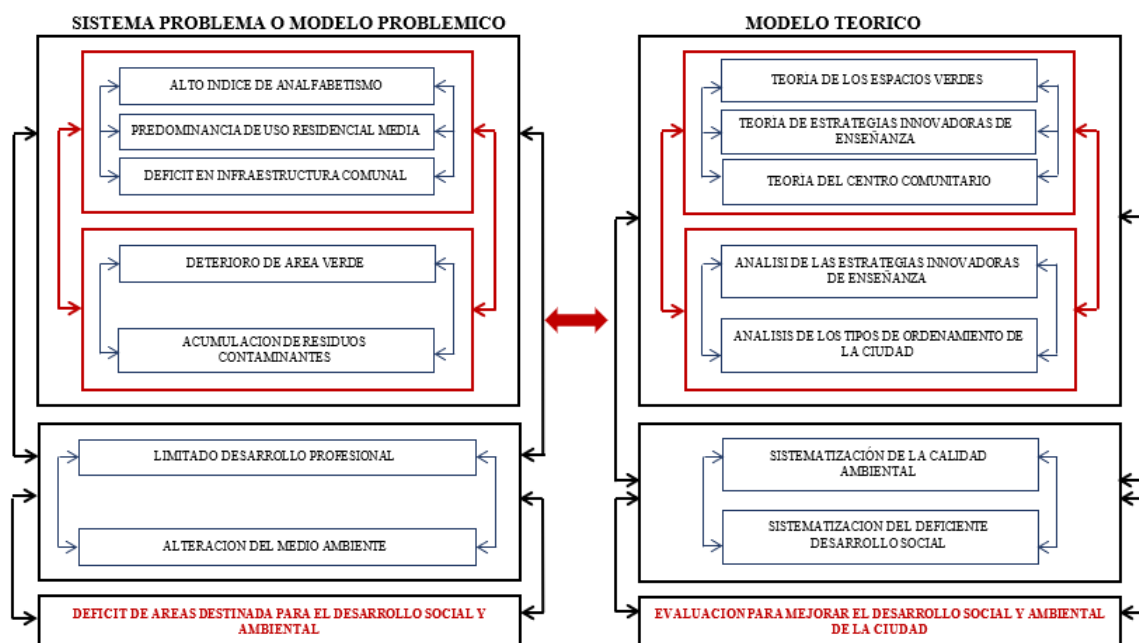 SISTEMA PROBLEMA O MODELO PROBLEMICO
ALTO INDICE DE ANALFABETISMO
PREDOMINANCIA DE USO RESIDENCIAL MEDIA
DEFICIT EN INFRAESTRUCTURA COMUNAL
DETERIORO DE AREA VERDE
ACUMULACION DE RESIDUOS
CONTAMINANTES
LIMITADO DESARROLLO PROFESIONAL
ALTERACION DEL MEDIO AMBIENTE
DEFICIT DE AREAS DESTINADA PARA EL DESARROLLO SOCIAL Y
AMBIENTAL
MODELO TEORICO
TEORIA DE LOS ESPACIOS VERDES
TEORIA DE ESTRATEGIAS INNOVADORAS DE
ENSEÑANZA
TEORIA DEL CENTRO COMUNITARIO
ANALISI DE LAS ESTRATEGIAS INNOVADORAS
DE ENSEÑANZA
ANALISIS DE LOS TIPOS DE ORDENAMIENTO DE
LA CIUDAD
SISTEMATIZACIÓN DE LA CALIDAD
AMBIENTAL
SISTEMATIZACION DEL DEFICIENTE
DESARROLLO SOCIAL
EVALUACION PARA MEJORAR EL DESARROLLO SOCIAL Y AMBIENTAL
DE LA CIUDAD